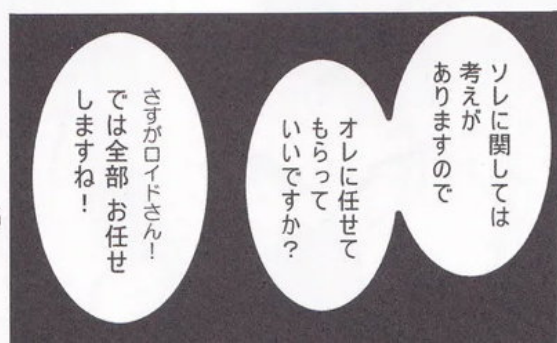 ソレに関しては
考えが
ありますので
オレに任せて
もらって
いいですか？
さすがロイドさん！
では全部 お任せ
しますね！